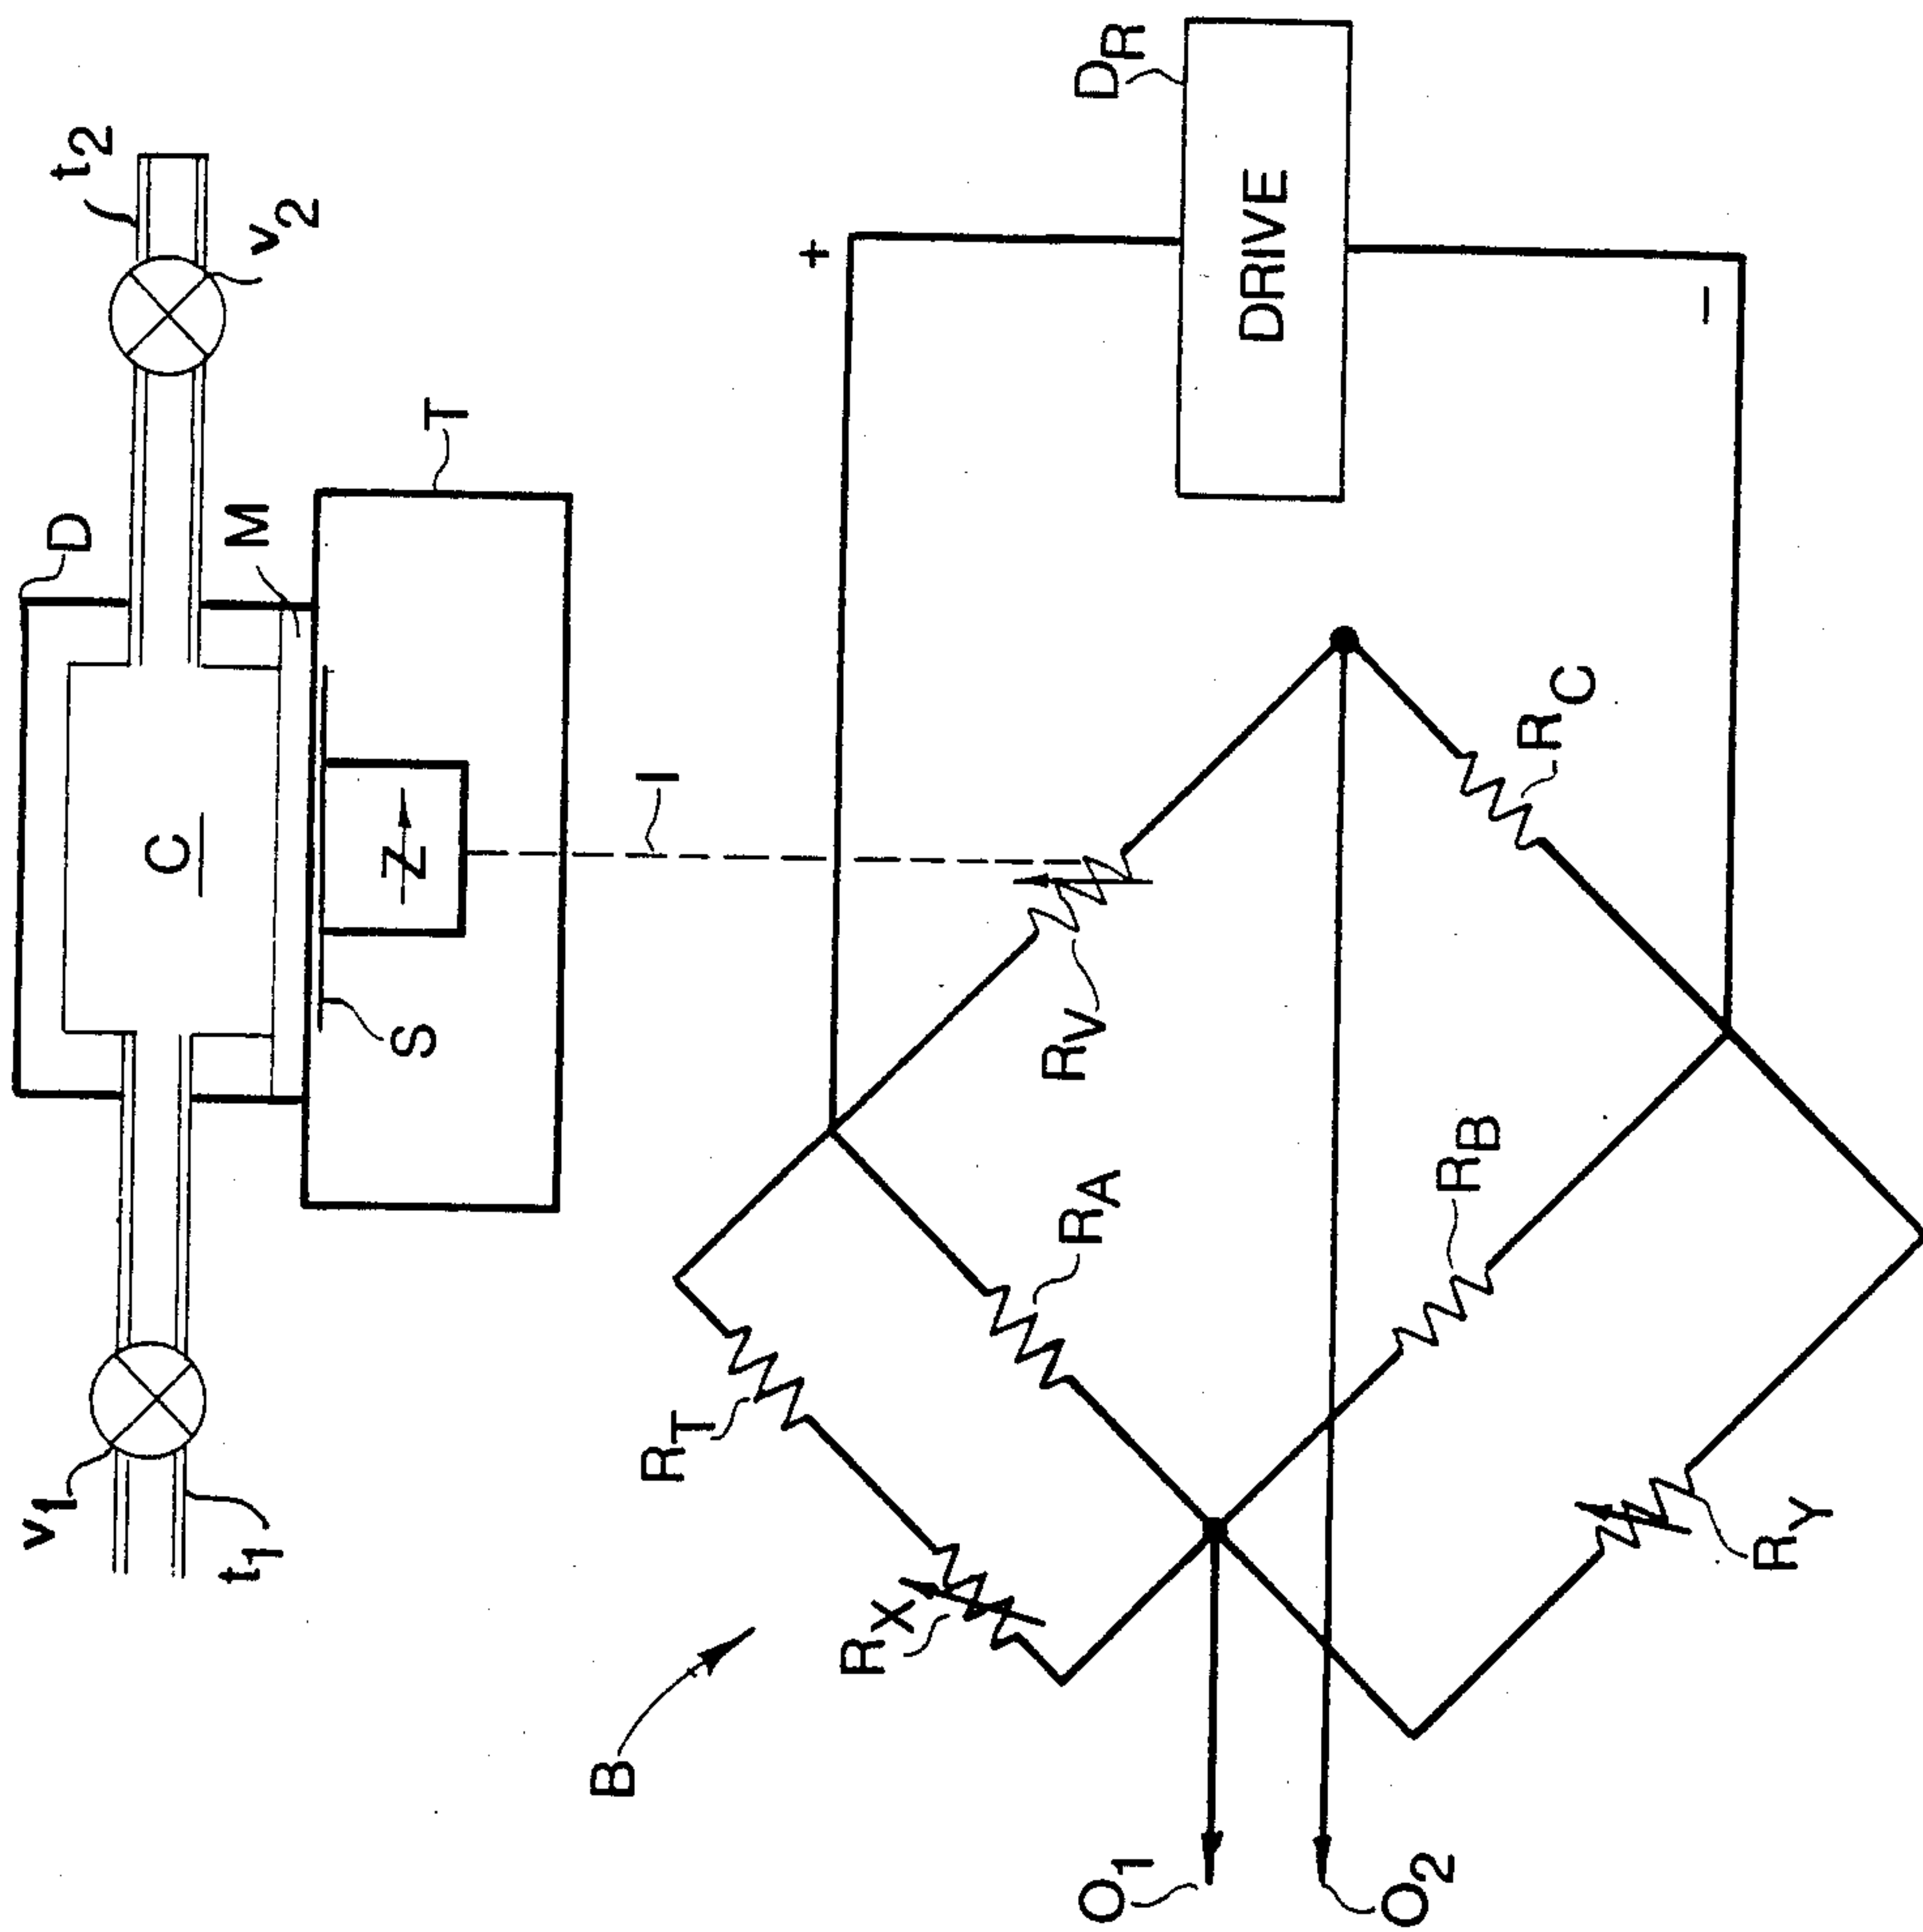 t2
v2
D
M
T
C
Z
S
I
v1
t1
+
DR
DRIVE
–
RV
RC
RA
RB
RT
RX
RY
B
O1
O2